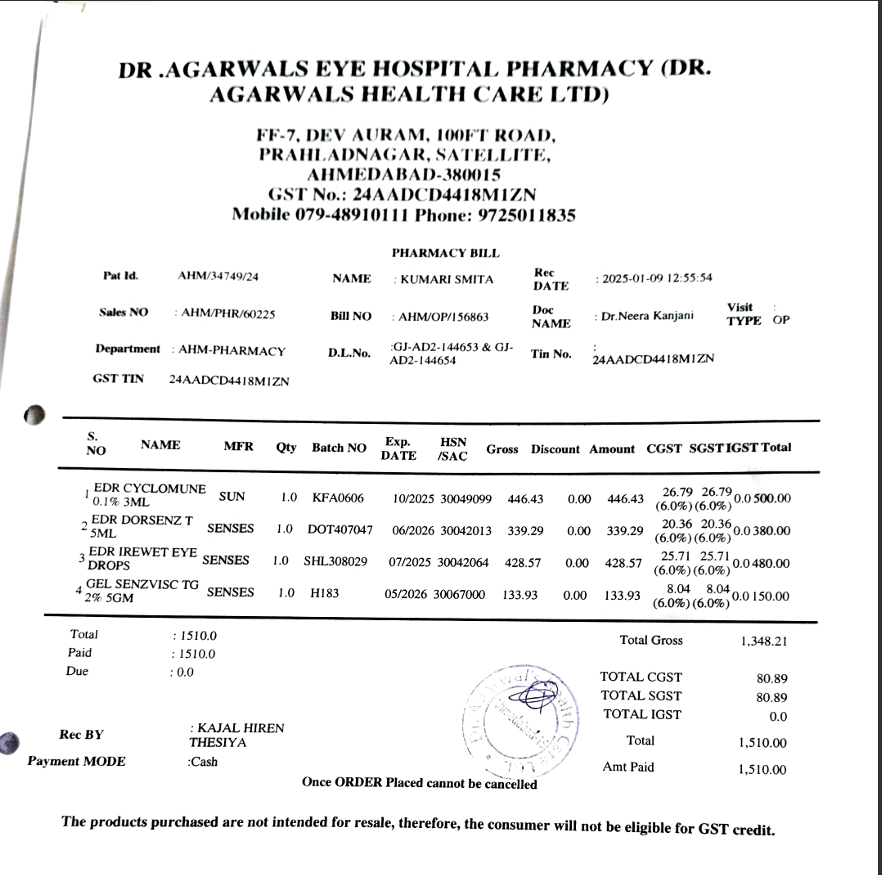 DR .AGARWALS EYE HOSPITAL PHARMACY (DR.
AGARWALS HEALTH CARE LTD)
FF-7, DEV AURAM, 100FT ROAD,
PRAHLADNAGAR, SATELLITE,
AHMEDABAD-380015
GST No.: 24AADCD4418M1ZN
Mobile 079-48910111 Phone: 9725011835
PHARMACY BILL
Pat Id. AHM/34749/24 NAME : KUMARI SMITA Rec DATE : 2025-01-09 12:55:54
Sales NO : AHM/PHR/60225 Bill NO : AHM/OP/156863 Doc NAME : Dr.Neera Kanjani Visit TYPE : OP
Department : AHM-PHARMACY D.L.No. :GJ-AD2-144653 & GJ-AD2-144654 Tin No. : 24AADCD4418M1ZN
GST TIN 24AADCD4418M1ZN
S. NO NAME MFR Qty Batch NO Exp. DATE HSN /SAC Gross Discount Amount CGST SGST IGST Total
1 EDR CYCLOMUNE 0.1% 3ML SUN 1.0 KFA0606 10/2025 30049099 446.43 0.00 446.43 26.79 (6.0%) 26.79 (6.0%) 0.0 500.00
2 EDR DORSENZ T 5ML SENSES 1.0 DOT407047 06/2026 30042013 339.29 0.00 339.29 20.36 (6.0%) 20.36 (6.0%) 0.0 380.00
3 EDR IREWET EYE DROPS SENSES 1.0 SHL308029 07/2025 30042064 428.57 0.00 428.57 25.71 (6.0%) 25.71 (6.0%) 0.0 480.00
4 GEL SENZVISC TG 2% 5GM SENSES 1.0 H183 05/2026 30067000 133.93 0.00 133.93 8.04 (6.0%) 8.04 (6.0%) 0.0 150.00
Total : 1510.0 Total Gross 1,348.21
Paid : 1510.0
Due : 0.0 TOTAL CGST 80.89
TOTAL SGST 80.89
TOTAL IGST 0.0
Rec BY : KAJAL HIREN THESIYA Total 1,510.00
Payment MODE :Cash Amt Paid 1,510.00
Dr. Agarwal's Health Care Ltd.
Once ORDER Placed cannot be cancelled
The products purchased are not intended for resale, therefore, the consumer will not be eligible for GST credit.